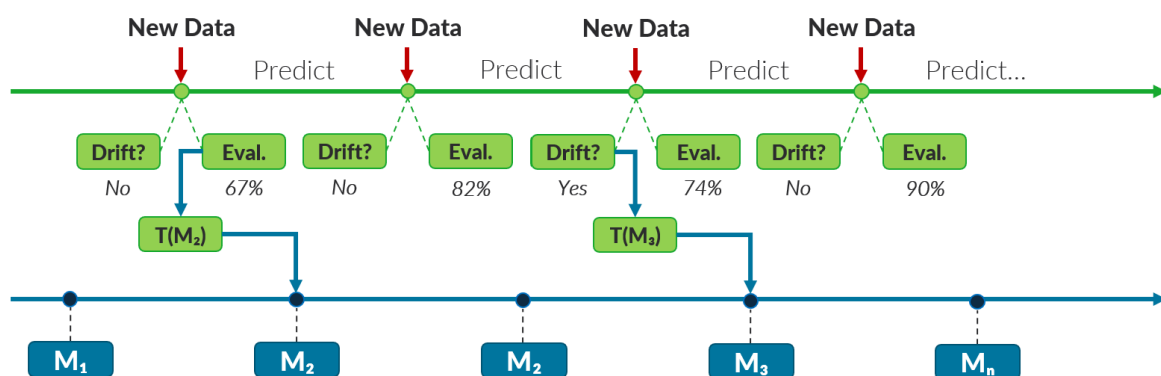 New Data New Data New Data New Data
Predict Predict Predict Predict...
Drift? Eval. Drift? Eval. Drift? Eval. Drift? Eval.
No 67% No 82% Yes 74% No 90%
T(M₂) T(M₃)
M₁ M₂ M₂ M₃ Mₙ